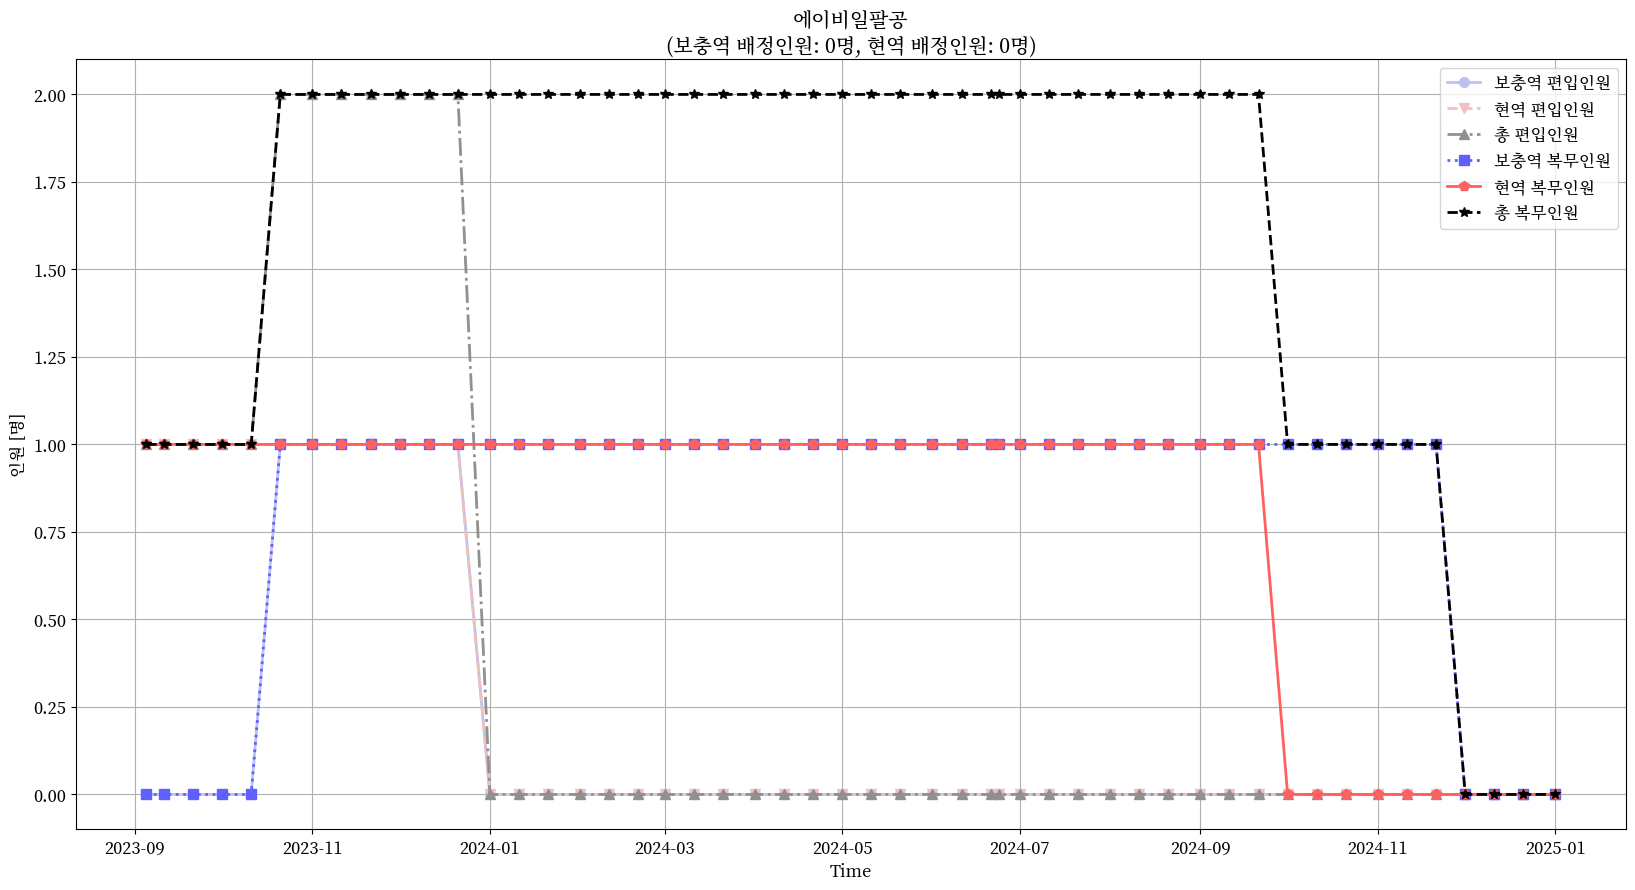 에이비일팔공
(보충역 배정인원: 0명, 현역 배정인원: 0명)
보충역 편입인원
현역 편입인원
총 편입인원
보충역 복무인원
현역 복무인원
총 복무인원
인원 [명]
2.00
1.75
1.50
1.25
1.00
0.75
0.50
0.25
0.00
2023-09
2023-11
2024-01
2024-03
2024-05
2024-07
2024-09
2024-11
2025-01
Time